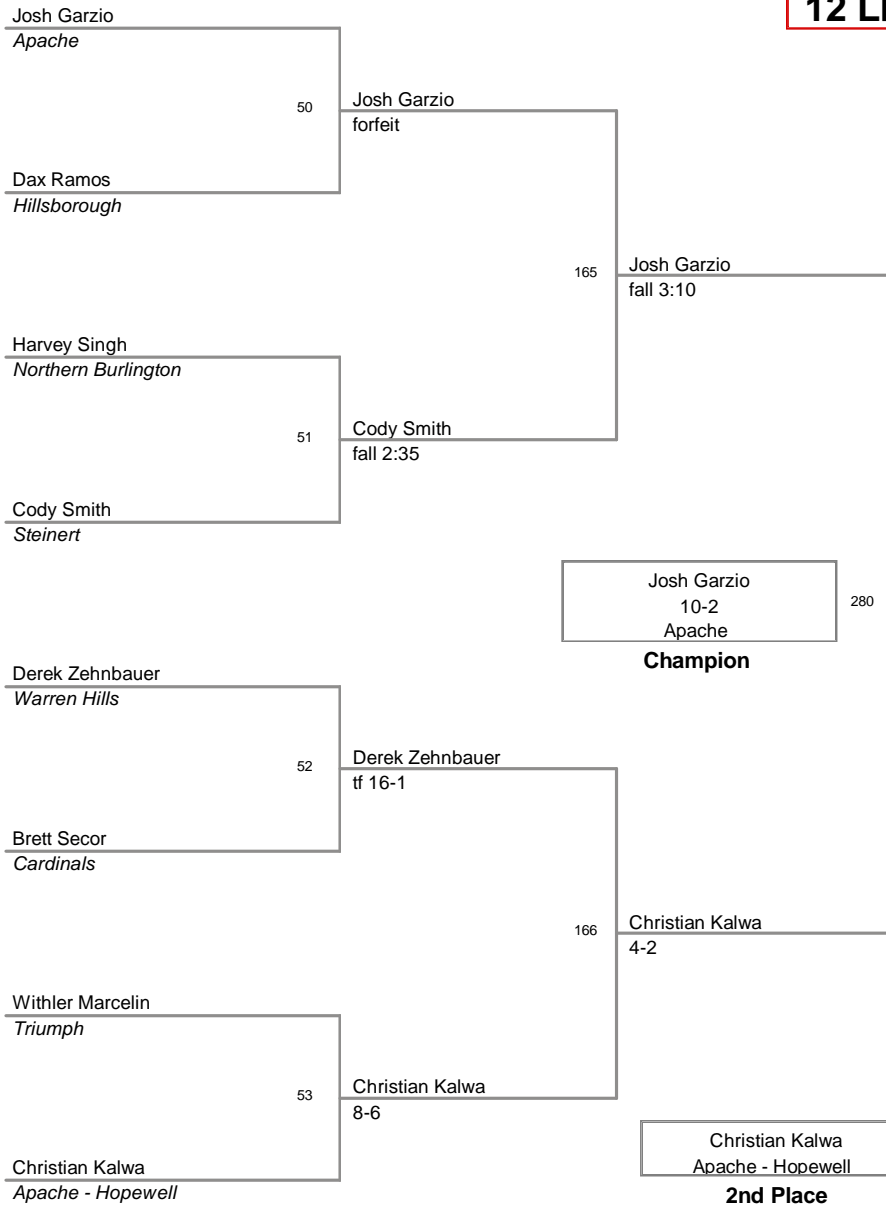 12 L
Josh Garzio
Apache
50
Josh Garzio
forfeit
Dax Ramos
Hillsborough
165
Josh Garzio
fall 3:10
Harvey Singh
Northern Burlington
51
Cody Smith
fall 2:35
Cody Smith
Steinert
Josh Garzio
10-2
Apache
280
Champion
Derek Zehnbauer
Warren Hills
52
Derek Zehnbauer
tf 16-1
Brett Secor
Cardinals
166
Christian Kalwa
4-2
Withler Marcelin
Triumph
53
Christian Kalwa
8-6
Christian Kalwa
Apache - Hopewell
Christian Kalwa
Apache - Hopewell
2nd Place